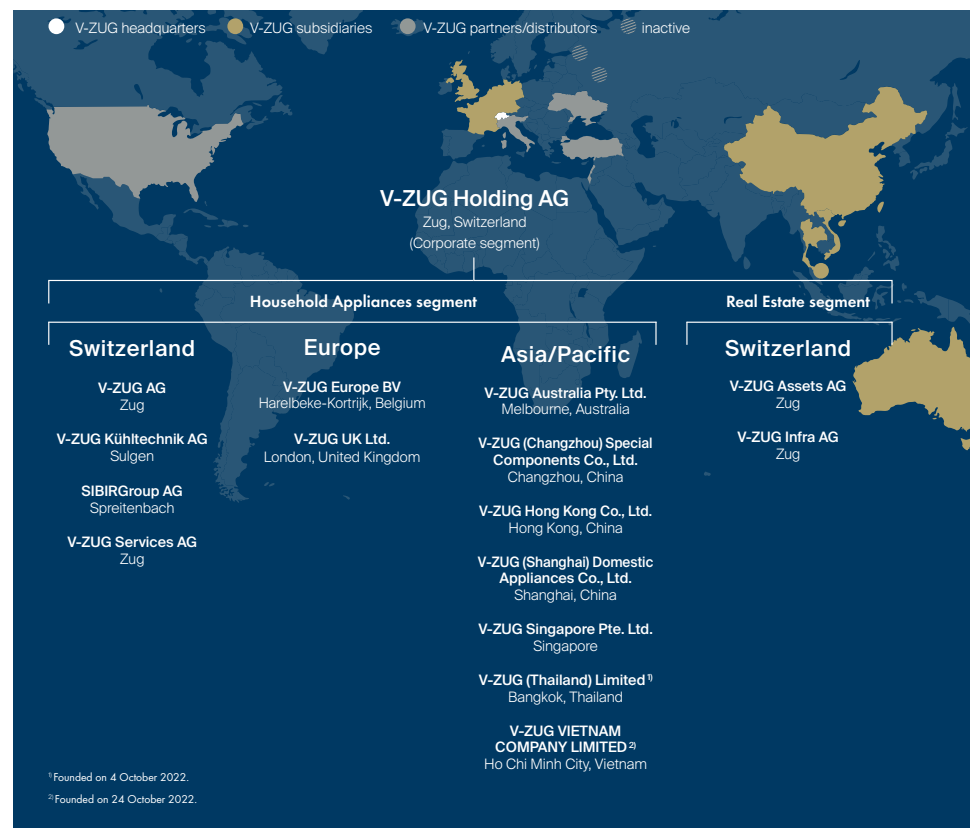 V-ZUG headquarters
V-ZUG subsidiaries
V-ZUG partners/distributors
inactive
V-ZUG Holding AG
Zug, Switzerland
(Corporate segment)
Household Appliances segment
Switzerland
V-ZUG AG
Zug
V-ZUG Kühltechnik AG
Sulgen
SIBIRGroup AG
Spreitenbach
V-ZUG Services AG
Zug
Europe
V-ZUG Europe BV
Harelbeke-Kortrijk, Belgium
V-ZUG UK Ltd.
London, United Kingdom
Asia/Pacific
V-ZUG Australia Pty. Ltd.
Melbourne, Australia
V-ZUG (Changzhou) Special
Components Co., Ltd.
Changzhou, China
V-ZUG Hong Kong Co., Ltd.
Hong Kong, China
V-ZUG (Shanghai) Domestic
Appliances Co., Ltd.
Shanghai, China
V-ZUG Singapore Pte. Ltd.
Singapore
V-ZUG (Thailand) Limited 1)
Bangkok, Thailand
V-ZUG VIETNAM
COMPANY LIMITED 2)
Ho Chi Minh City, Vietnam
Real Estate segment
Switzerland
V-ZUG Assets AG
Zug
V-ZUG Infra AG
Zug
1) Founded on 4 October 2022.
2) Founded on 24 October 2022.